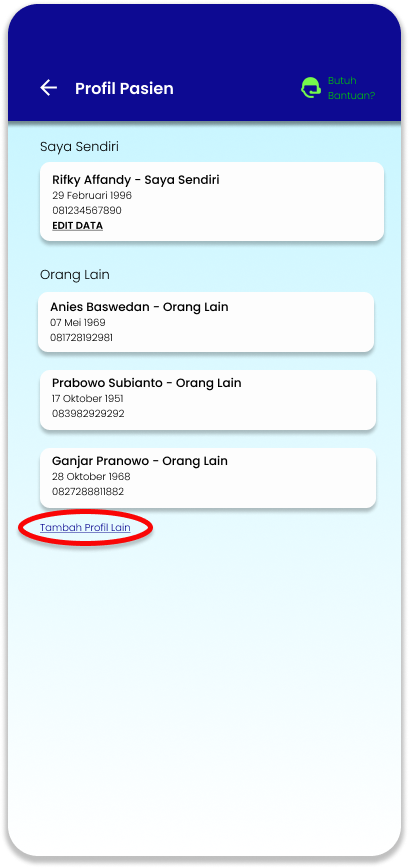 Profil Pasien
Butuh
Bantuan?
Saya Sendiri
Rifky Affandy - Saya Sendiri
29 Februari 1996
081234567890
EDIT DATA
Orang Lain
Anies Baswedan - Orang Lain
07 Mei 1969
081728192981
Prabowo Subianto - Orang Lain
17 Oktober 1951
083982929292
Ganjar Pranowo - Orang Lain
28 Oktober 1968
0827288811882
Tambah Profil Lain